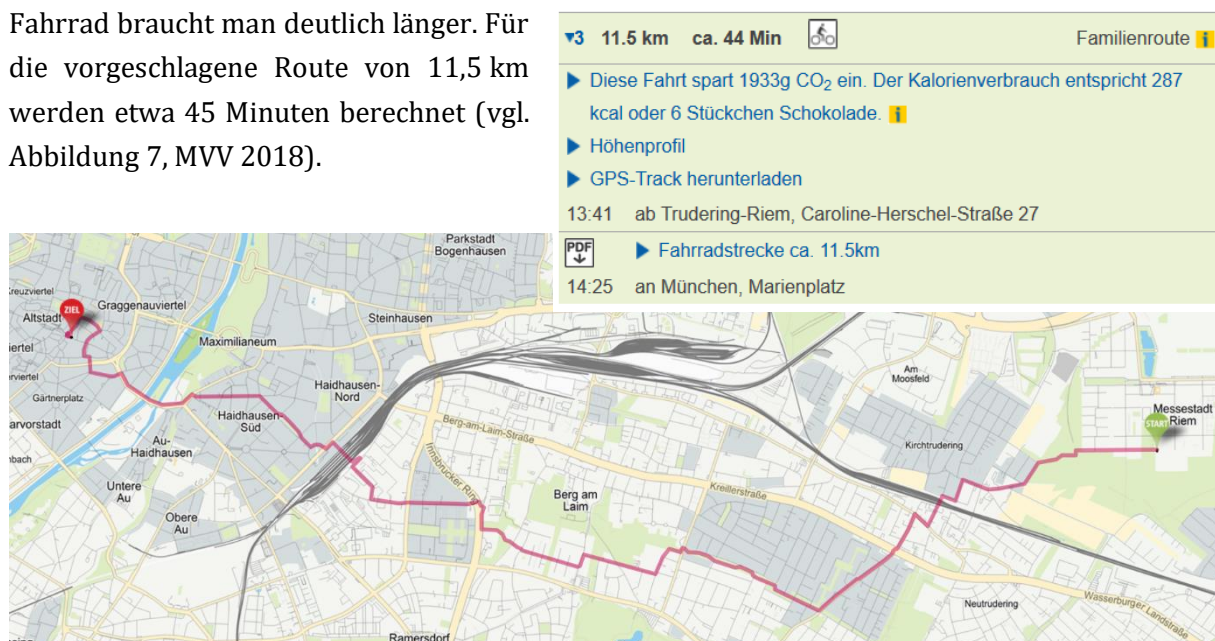 Fahrrad braucht man deutlich länger. Für
die vorgeschlagene Route von 11,5 km
werden etwa 45 Minuten berechnet (vgl.
Abbildung 7, MVV 2018).
3 11.5 km ca. 44 Min Familienroute i
Diese Fahrt spart 1933g CO₂ ein. Der Kalorienverbrauch entspricht 287
kcal oder 6 Stückchen Schokolade. i
Höhenprofil
GPS-Track herunterladen
13:41 ab Trudering-Riem, Caroline-Herschel-Straße 27
PDF Fahrradstrecke ca. 11.5km
14:25 an München, Marienplatz
Parkstadt
Bogenhausen
Kreuzviertel
ZIEL
Graggenauviertel
Altstadt
Steinhausen
Maximilianeum
iertel
Am
Moosfeld
Haidhausen-
Nord
erviertel
Gärtnerplatz
Messestadt
Riem
START
Haidhausen-
Süd
arvorstadt
Berg-am-Laim-Straße
Au-
Haidhausen
Kirchtrudering
nbach
Innsbrucker Ring
Untere
Au
Kreillerstraße
Berg am
Laim
Obere
Au
Wasserburger Landstraße
Neutrudering
Ramersdorf